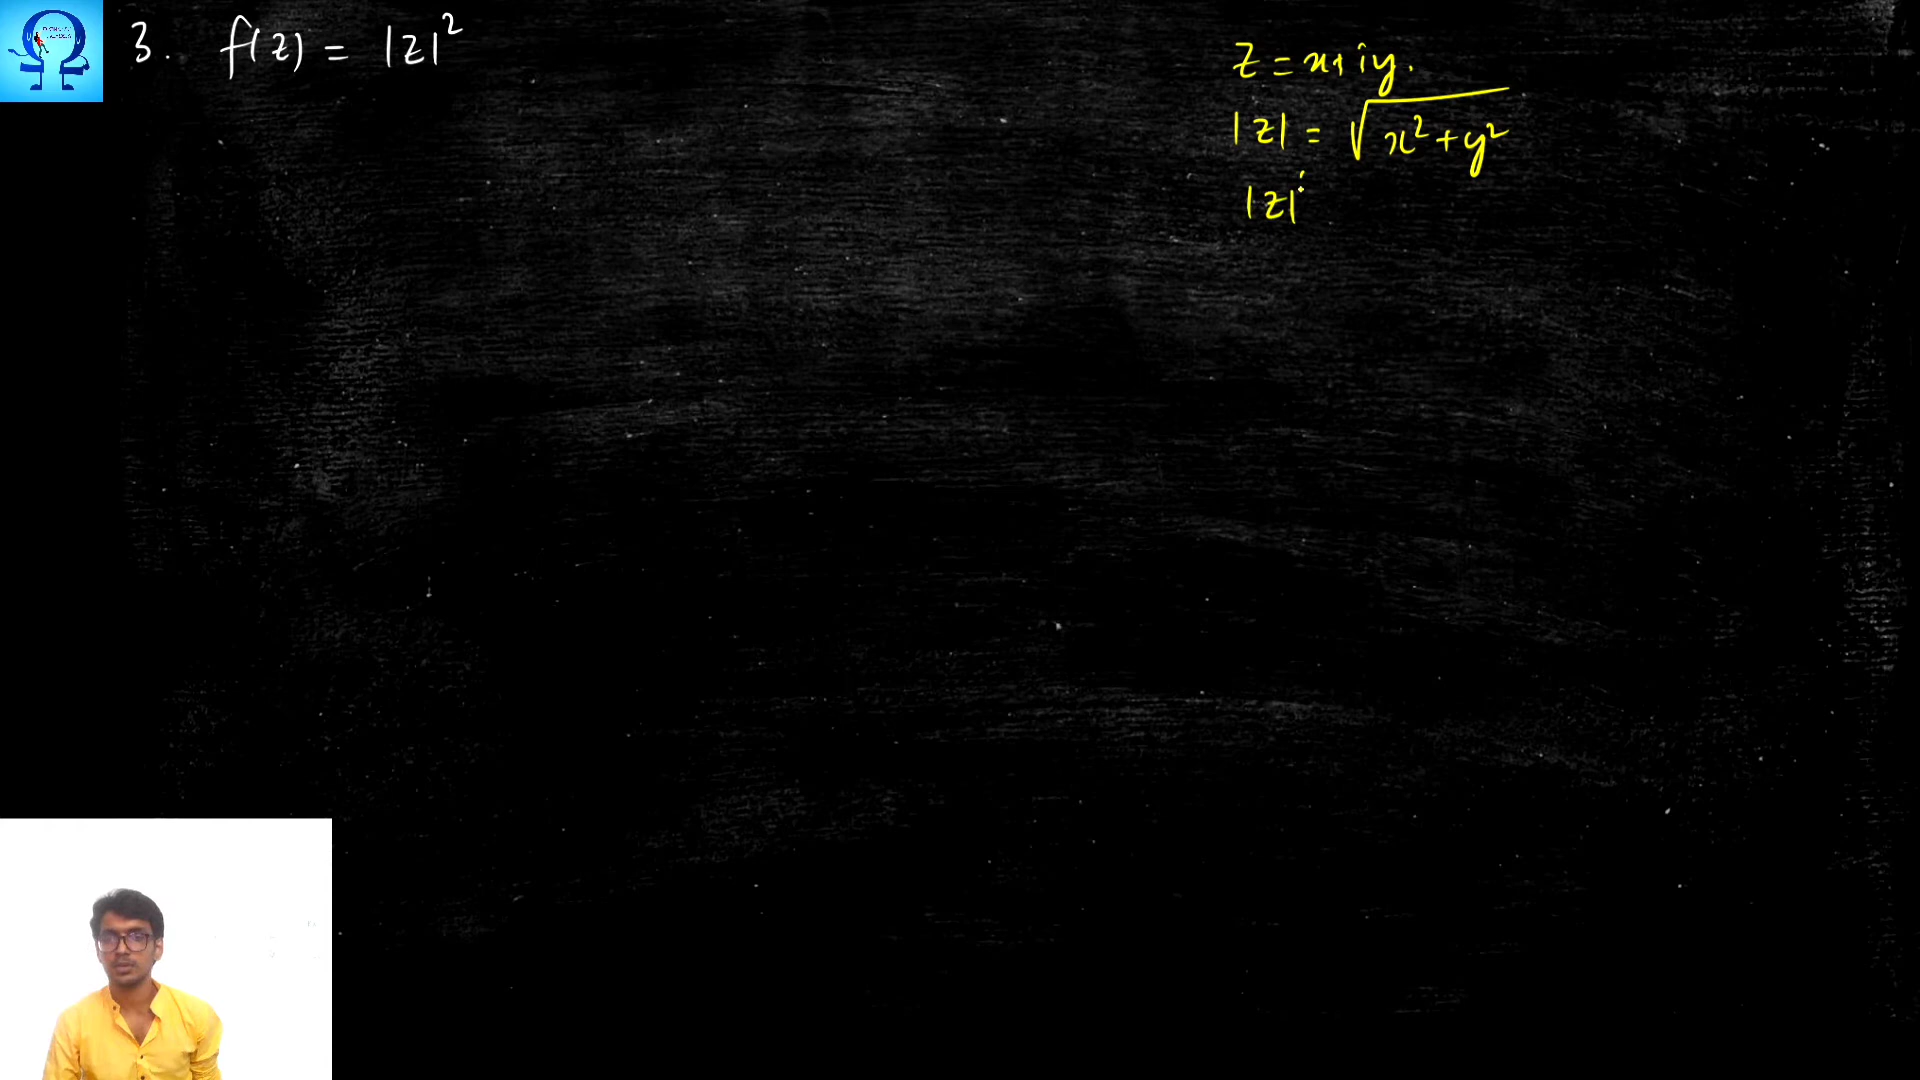 3. f(z) = |z|²
z = x+iy.
|z| = √x²+y²
|z|